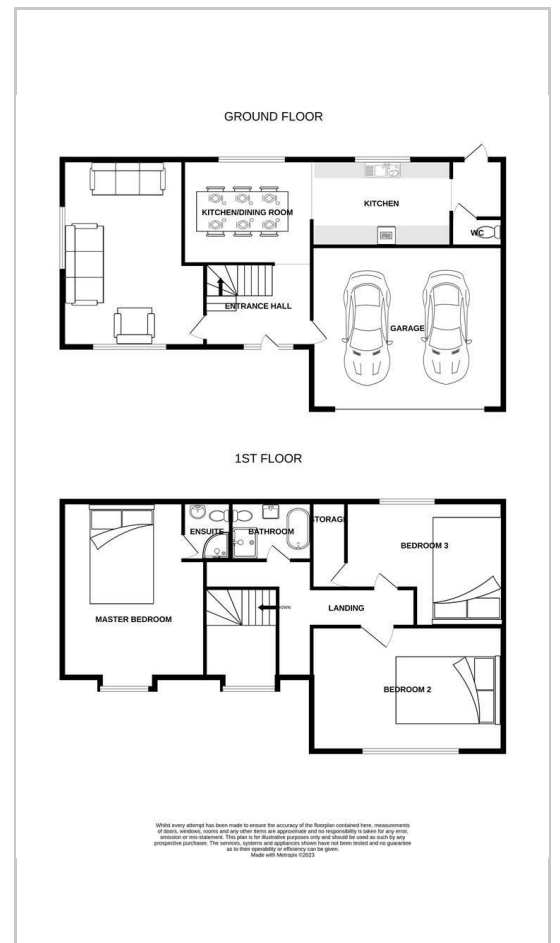 GROUND FLOOR
KITCHEN/DINING ROOM
KITCHEN
WC
ENTRANCE HALL
GARAGE
1ST FLOOR
STORAGE
ENSUITE
BATHROOM
BEDROOM 3
MASTER BEDROOM
DOWN
LANDING
BEDROOM 2
Whilst every attempt has been made to ensure the accuracy of the floorplan contained here, measurements
of doors, windows, rooms and any other items are approximate and no responsibility is taken for any error,
omission or mis-statement. This plan is for illustrative purposes only and should be used as such by any
prospective purchaser. The services, systems and appliances shown have not been tested and no guarantee
as to their operability or efficiency can be given.
Made with Metropix ©2023